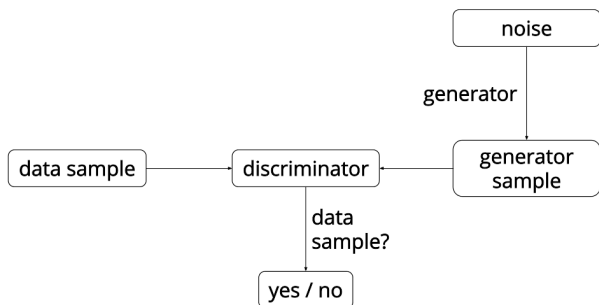 noise
generator
data sample
discriminator
generator
sample
data
sample?
yes / no